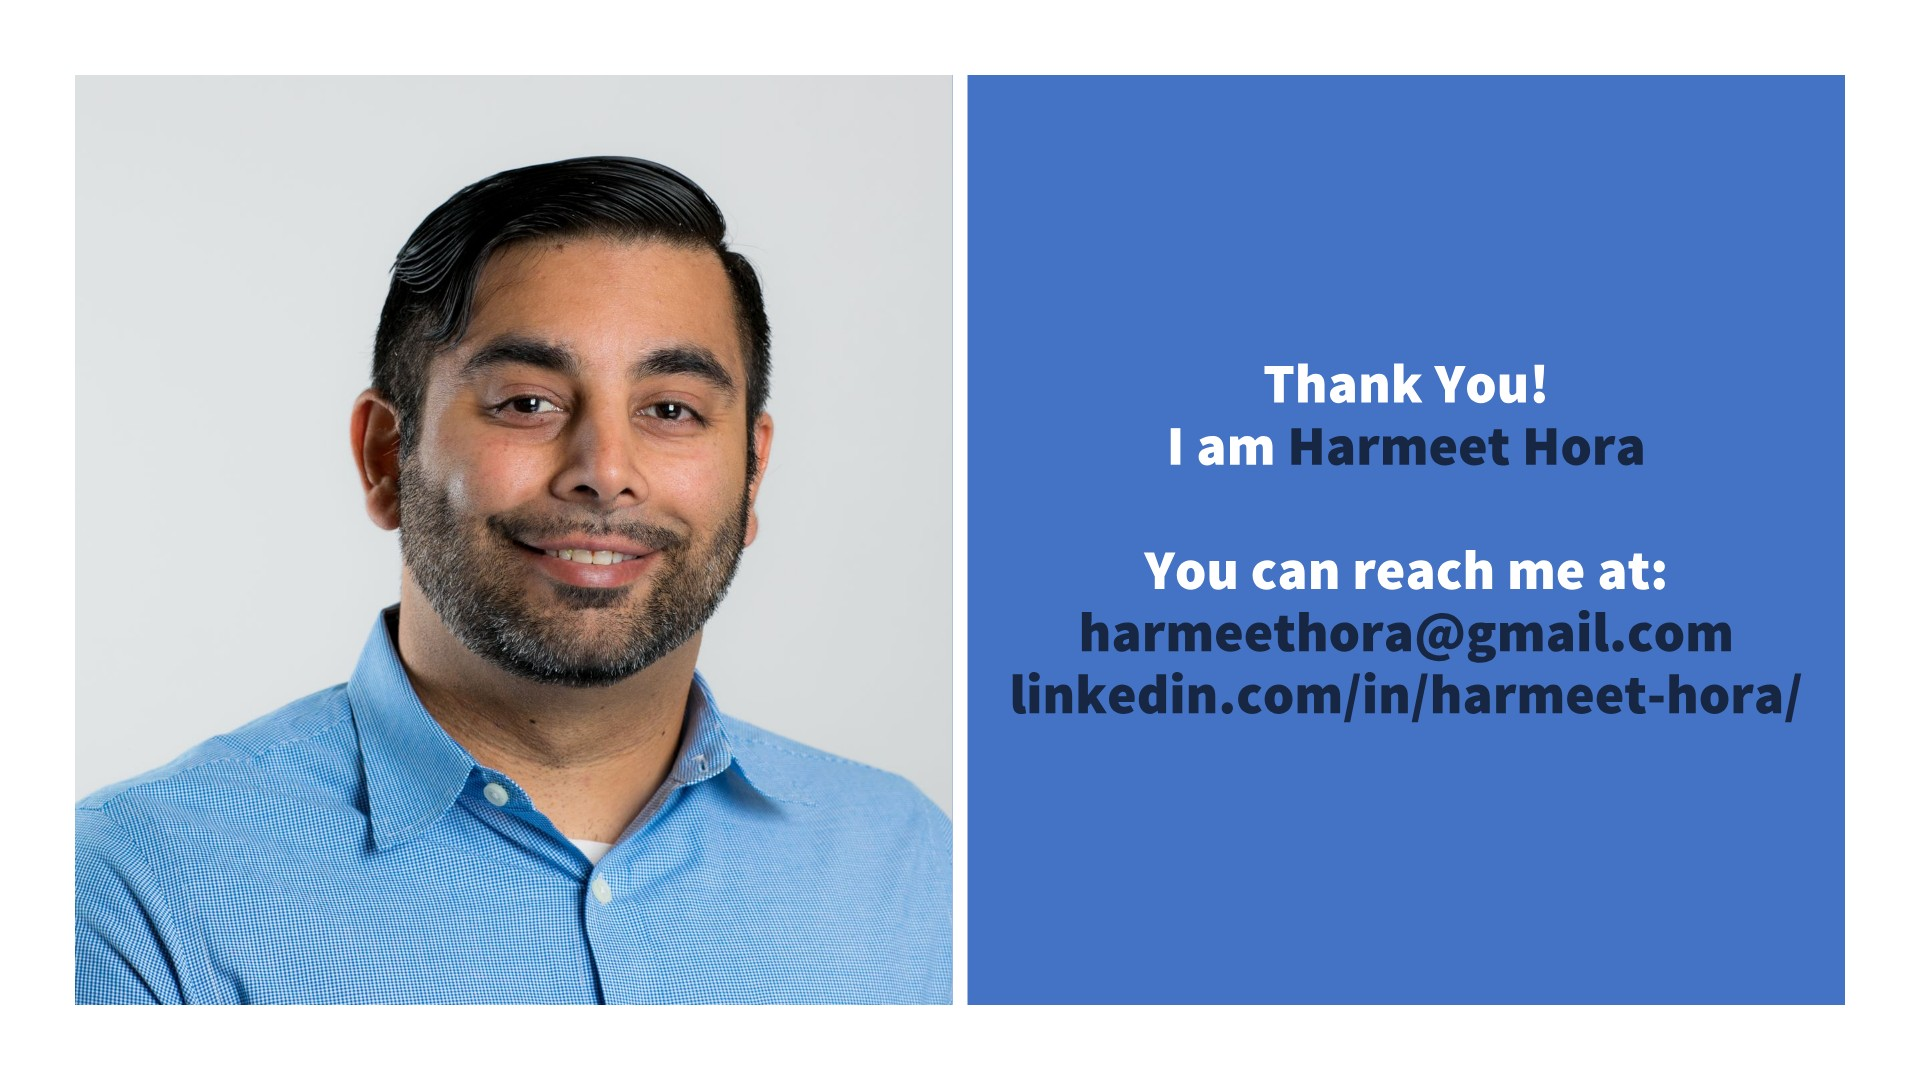 Thank You!
I am Harmeet Hora
You can reach me at:
harmeethora@gmail.com
linkedin.com/in/harmeet-hora/